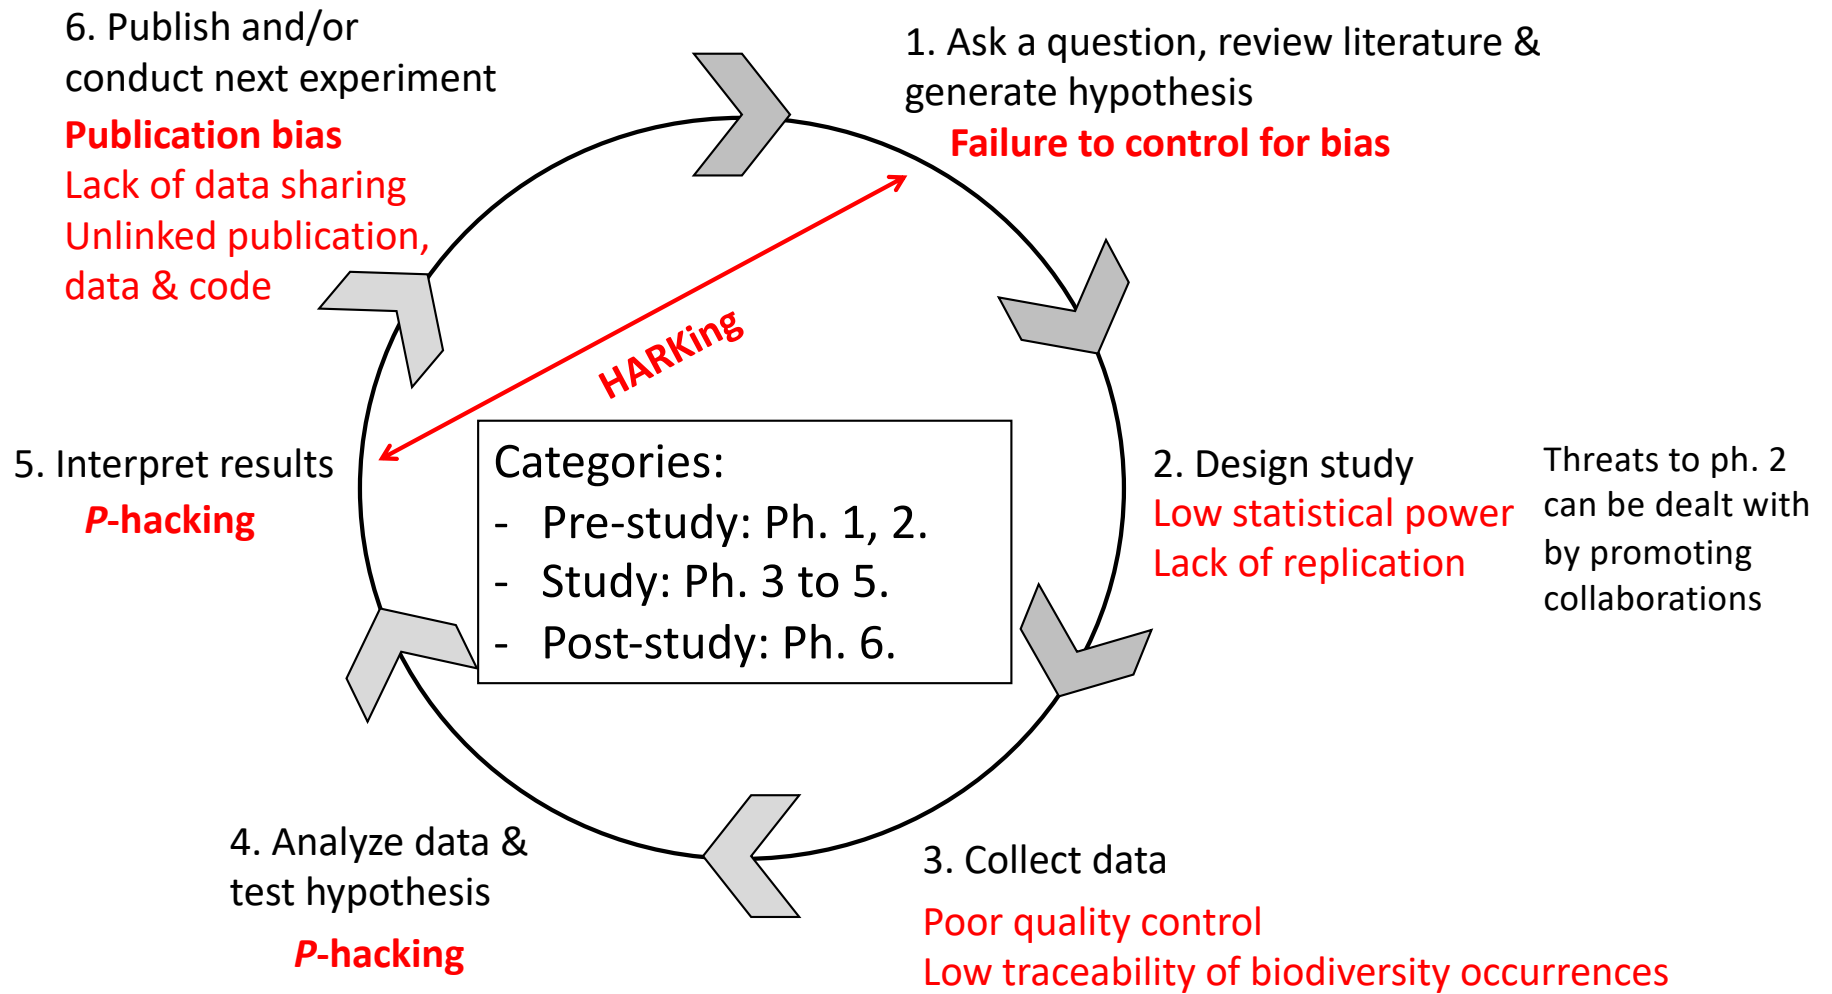 6. Publish and/or
conduct next experiment
Publication bias
Lack of data sharing
Unlinked publication,
data & code
1. Ask a question, review literature &
generate hypothesis
Failure to control for bias
HARKing
5. Interpret results
P-hacking
Categories:
- Pre-study: Ph. 1, 2.
- Study: Ph. 3 to 5.
- Post-study: Ph. 6.
2. Design study
Low statistical power
Lack of replication
Threats to ph. 2
can be dealt with
by promoting
collaborations
4. Analyze data &
test hypothesis
P-hacking
3. Collect data
Poor quality control
Low traceability of biodiversity occurrences